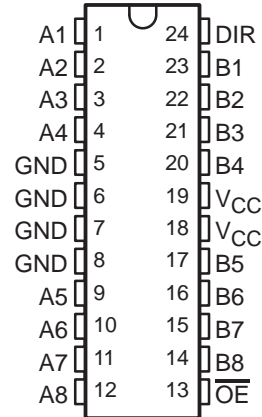 A1 1 24 DIR
A2 2 23 B1
A3 3 22 B2
A4 4 21 B3
GND 5 20 B4
GND 6 19 VCC
GND 7 18 VCC
GND 8 17 B5
A5 9 16 B6
A6 10 15 B7
A7 11 14 B8
A8 12 13 O̅E̅